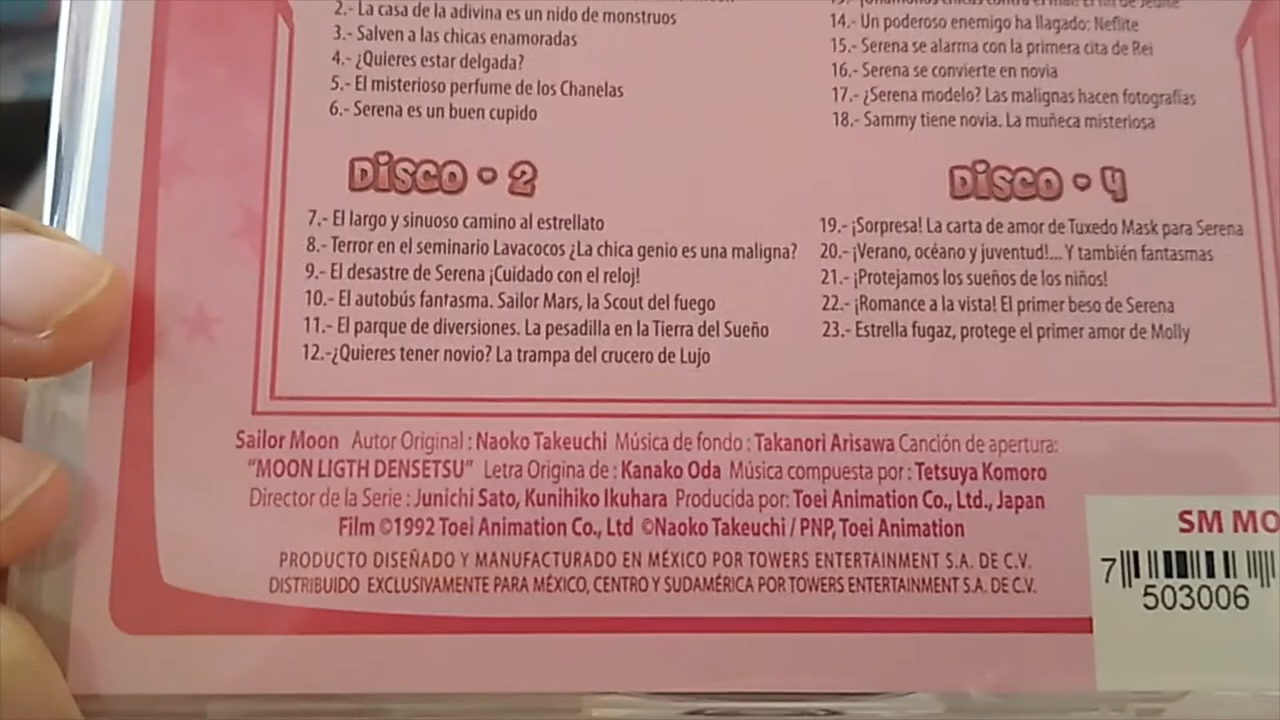 2.- La casa de la adivina es un nido de monstruos
3.- Salven a las chicas enamoradas
4.- ¿Quieres estar delgada?
5.- El misterioso perfume de los Chanelas
6.- Serena es un buen cupido
DISCO - 2
7.- El largo y sinuoso camino al estrellato
8.- Terror en el seminario Lavacocos ¿La chica genio es una maligna?
9.- El desastre de Serena ¡Cuidado con el reloj!
10.- El autobús fantasma. Sailor Mars, la Scout del fuego
11.- El parque de diversiones. La pesadilla en la Tierra del Sueño
12.-¿Quieres tener novio? La trampa del crucero de Lujo
14.- Un poderoso enemigo ha llagado: Neflite
15.- Serena se alarma con la primera cita de Rei
16.- Serena se convierte en novia
17.- ¿Serena modelo? Las malignas hacen fotografías
18.- Sammy tiene novia. La muñeca misteriosa
DISCO - 4
19.- ¡Sorpresa! La carta de amor de Tuxedo Mask para Serena
20.- ¡Verano, océano y juventud!... Y también fantasmas
21.- ¡Protejamos los sueños de los niños!
22.- ¡Romance a la vista! El primer beso de Serena
23.- Estrella fugaz, protege el primer amor de Molly
Sailor Moon Autor Original : Naoko Takeuchi Música de fondo : Takanori Arisawa Canción de apertura:
"MOON LIGTH DENSETSU" Letra Origina de : Kanako Oda Música compuesta por : Tetsuya Komoro
Director de la Serie : Junichi Sato, Kunihiko Ikuhara Producida por: Toei Animation Co., Ltd., Japan
Film ©1992 Toei Animation Co., Ltd ©Naoko Takeuchi / PNP, Toei Animation
PRODUCTO DISEÑADO Y MANUFACTURADO EN MÉXICO POR TOWERS ENTERTAINMENT S.A. DE C.V.
DISTRIBUIDO EXCLUSIVAMENTE PARA MÉXICO, CENTRO Y SUDAMÉRICA POR TOWERS ENTERTAINMENT S.A. DE C.V.
SM MO
7 503006